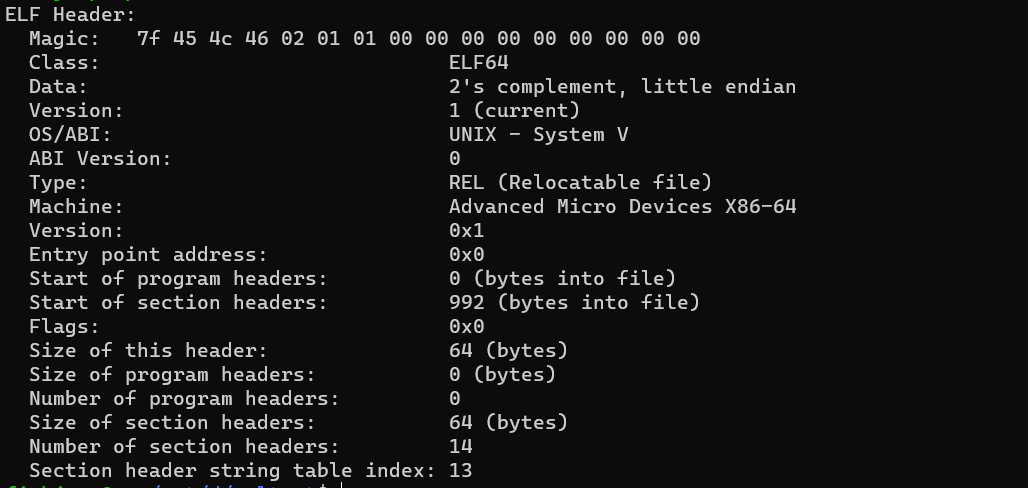 ELF Header:
  Magic:   7f 45 4c 46 02 01 01 00 00 00 00 00 00 00 00 00
  Class:                             ELF64
  Data:                              2's complement, little endian
  Version:                           1 (current)
  OS/ABI:                            UNIX - System V
  ABI Version:                       0
  Type:                              REL (Relocatable file)
  Machine:                           Advanced Micro Devices X86-64
  Version:                           0x1
  Entry point address:               0x0
  Start of program headers:          0 (bytes into file)
  Start of section headers:          992 (bytes into file)
  Flags:                             0x0
  Size of this header:               64 (bytes)
  Size of program headers:           0 (bytes)
  Number of program headers:         0
  Size of section headers:           64 (bytes)
  Number of section headers:         14
  Section header string table index: 13